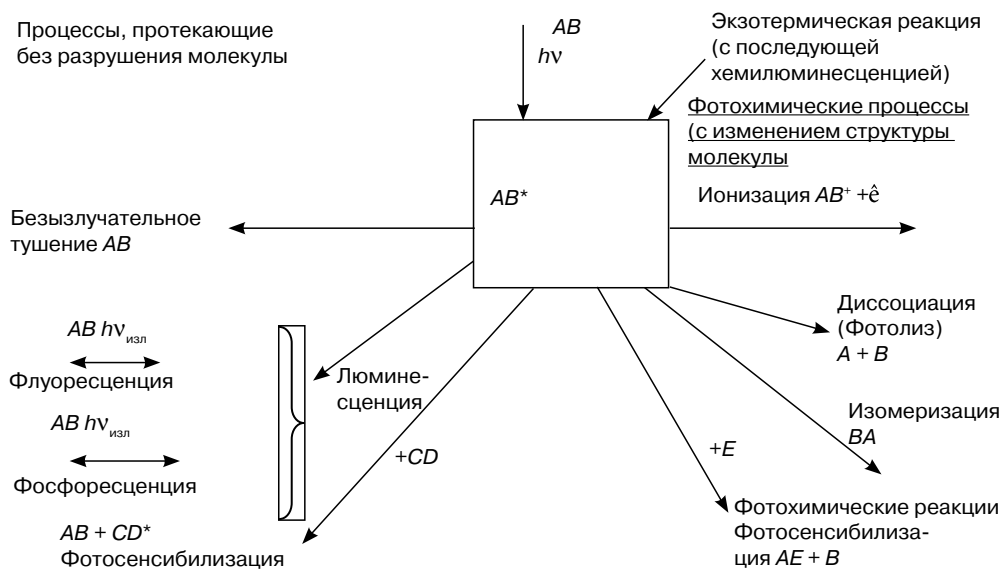 Процессы, протекающие
без разрушения молекулы
AB
hν
Экзотермическая реакция
(с последующей
хемилюминесценцией)
Фотохимические процессы
(с изменением структуры
молекулы
AB*
Ионизация AB⁺ +ê
Безызлучательное
тушение AB
Диссоциация
(Фотолиз)
A + B
AB hνизл
Флуоресценция
Люмине-
сценция
AB hνизл
Изомеризация
BA
+CD
+E
Фосфоресценция
AB + CD*
Фотосенсибилизация
Фотохимические реакции
Фотосенсибилиза-
ция AE + B